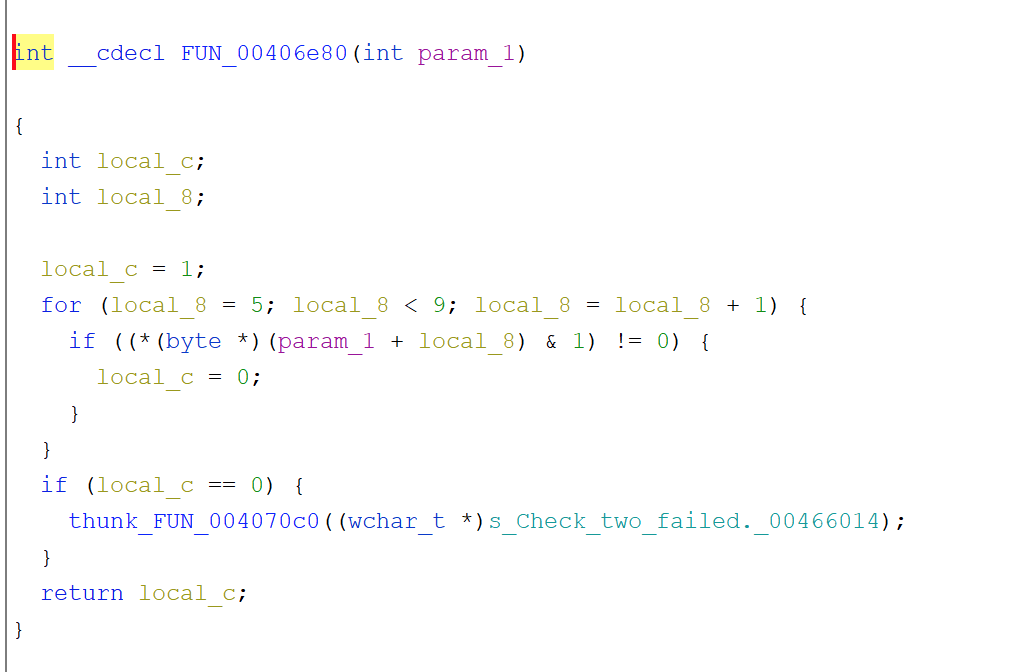 int __cdecl FUN_00406e80(int param_1)
{
int local_c;
int local_8;
local_c = 1;
for (local_8 = 5; local_8 < 9; local_8 = local_8 + 1) {
if ((*(byte *)(param_1 + local_8) & 1) != 0) {
local_c = 0;
}
}
if (local_c == 0) {
thunk_FUN_004070c0((wchar_t *)s_Check_two_failed._00466014);
}
return local_c;
}